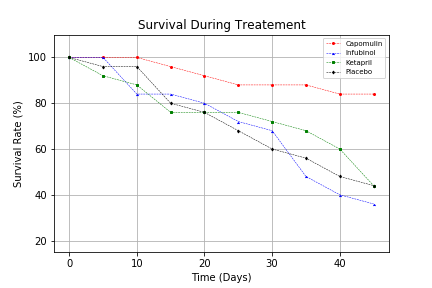 Survival During Treatement
Capomulin
Infubinol
Ketapril
Placebo
100
80
60
40
20
Survival Rate (%)
0
10
20
30
40
Time (Days)